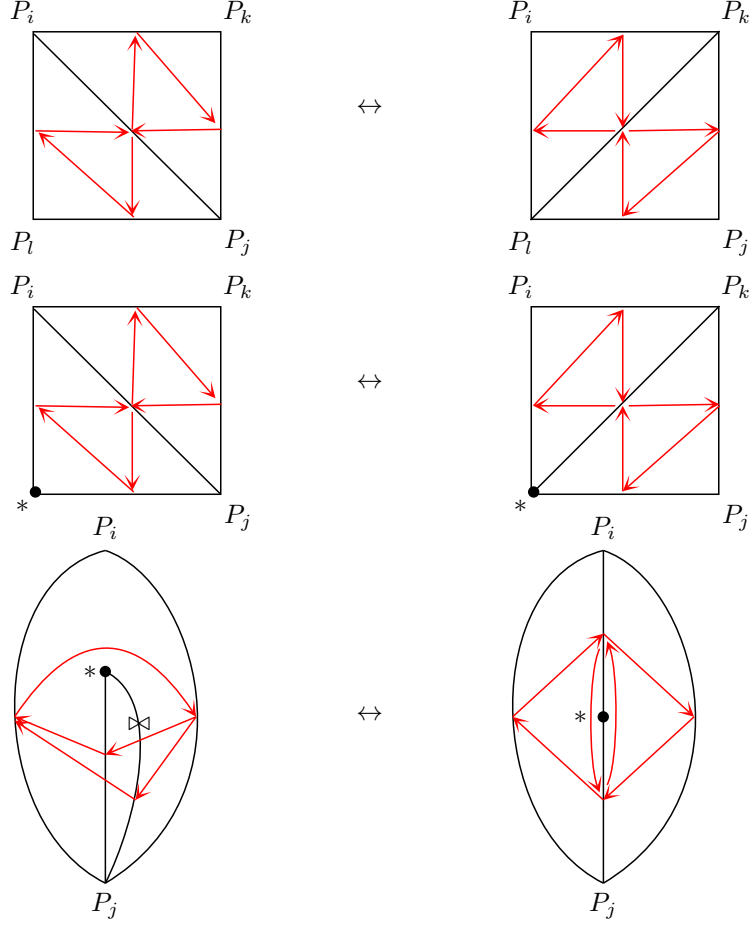 P_i P_k P_i P_k
↔
P_l P_j P_l P_j
P_i P_k P_i P_k
↔
* P_j * P_j
P_i P_i
*
⋈ ↔ *
P_j P_j